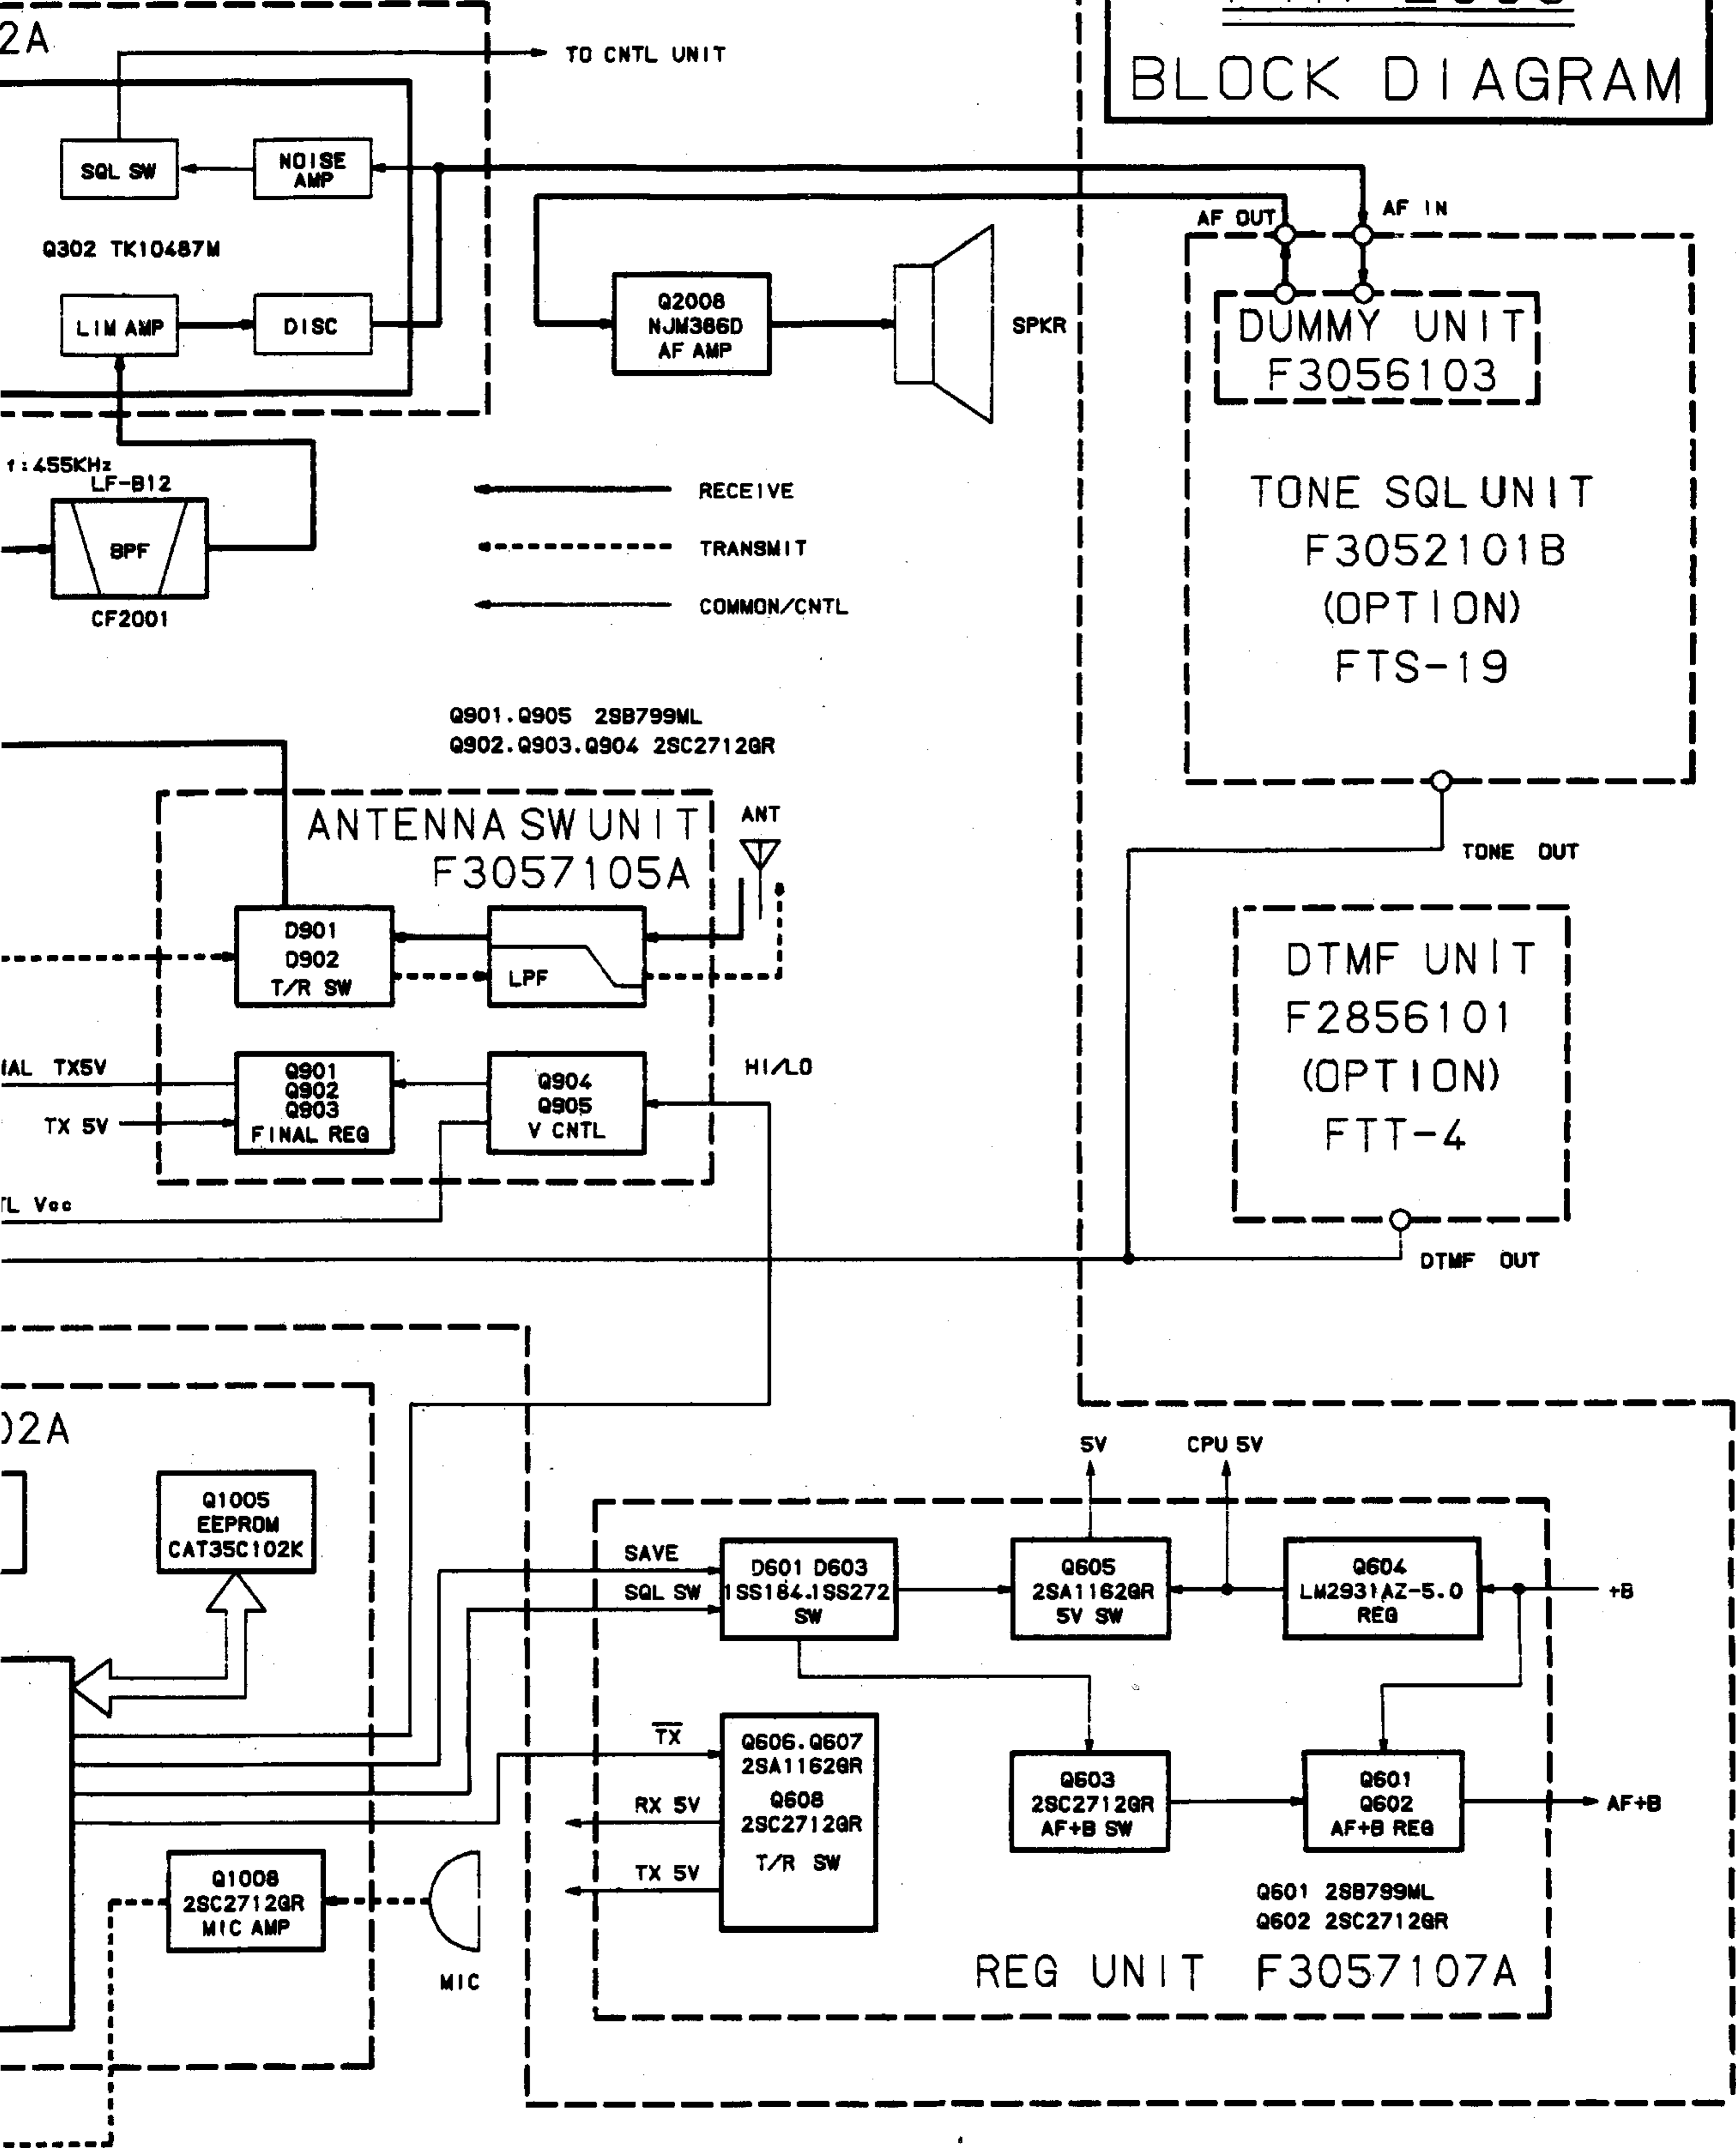 2A
TO CNTL UNIT
BLOCK DIAGRAM
SQL SW
NOISE
AMP
AF OUT
AF IN
Q302 TK10487M
LIM AMP
DISC
Q2008
NJM386D
AF AMP
SPKR
DUMMY UNIT
F3056103
f:455KHz
LF-B12
BPF
CF2001
RECEIVE
TRANSMIT
COMMON/CNTL
TONE SQL UNIT
F3052101B
(OPTION)
FTS-19
Q901.Q905 2SB799ML
Q902.Q903.Q904 2SC2712GR
ANTENNA SW UNIT
F3057105A
ANT
TONE OUT
D901
D902
T/R SW
LPF
DTMF UNIT
F2856101
(OPTION)
FTT-4
IAL TX5V
TX 5V
Q901
Q902
Q903
FINAL REG
Q904
Q905
V CNTL
HI/LO
TL Vcc
DTMF OUT
02A
Q1005
EEPROM
CAT35C102K
5V
CPU 5V
SAVE
SQL SW
D601 D603
1SS184.1SS272
SW
Q605
2SA1162GR
5V SW
Q604
LM2931AZ-5.0
REG
+B
TX
RX 5V
TX 5V
Q606.Q607
2SA1162GR
Q608
2SC2712GR
T/R SW
Q603
2SC2712GR
AF+B SW
Q601
Q602
AF+B REG
AF+B
Q1008
2SC2712GR
MIC AMP
MIC
Q601 2SB799ML
Q602 2SC2712GR
REG UNIT F3057107A